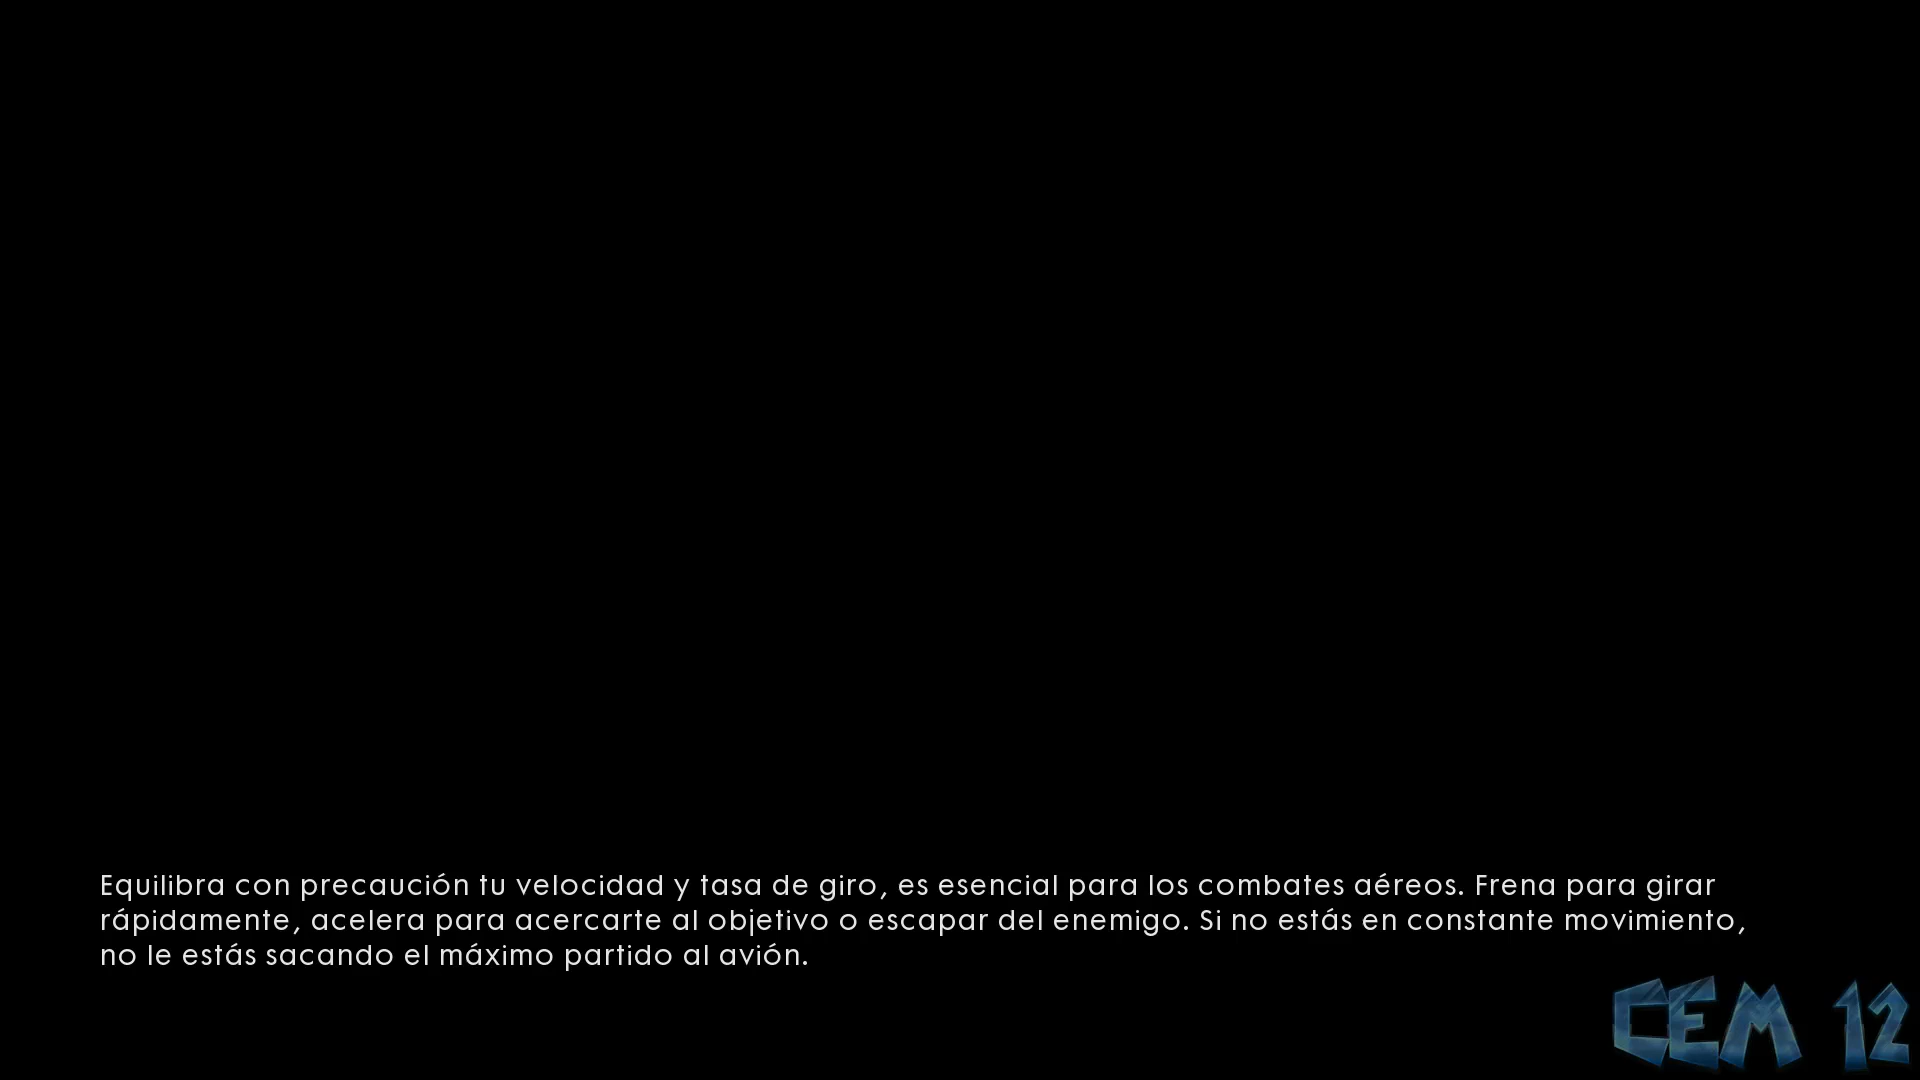 Equilibra con precaución tu velocidad y tasa de giro, es esencial para los combates aéreos. Frena para girar
rápidamente, acelera para acercarte al objetivo o escapar del enemigo. Si no estás en constante movimiento,
no le estás sacando el máximo partido al avión.
CEM 12